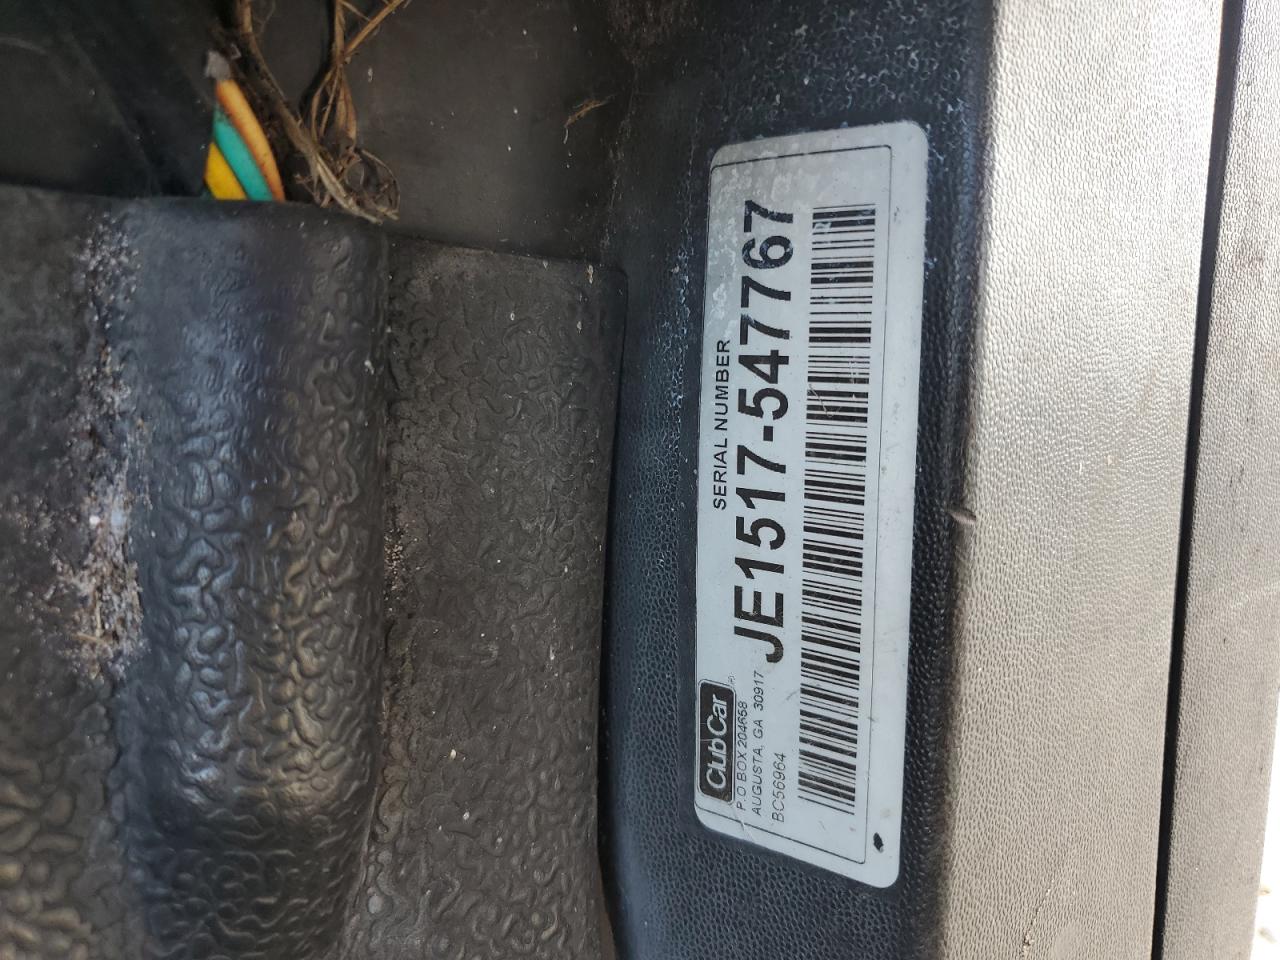 SERIAL NUMBER
JE1517-547767
Club Car
(R)
P.O BOX 204658
AUGUSTA, GA 30917
BC56964